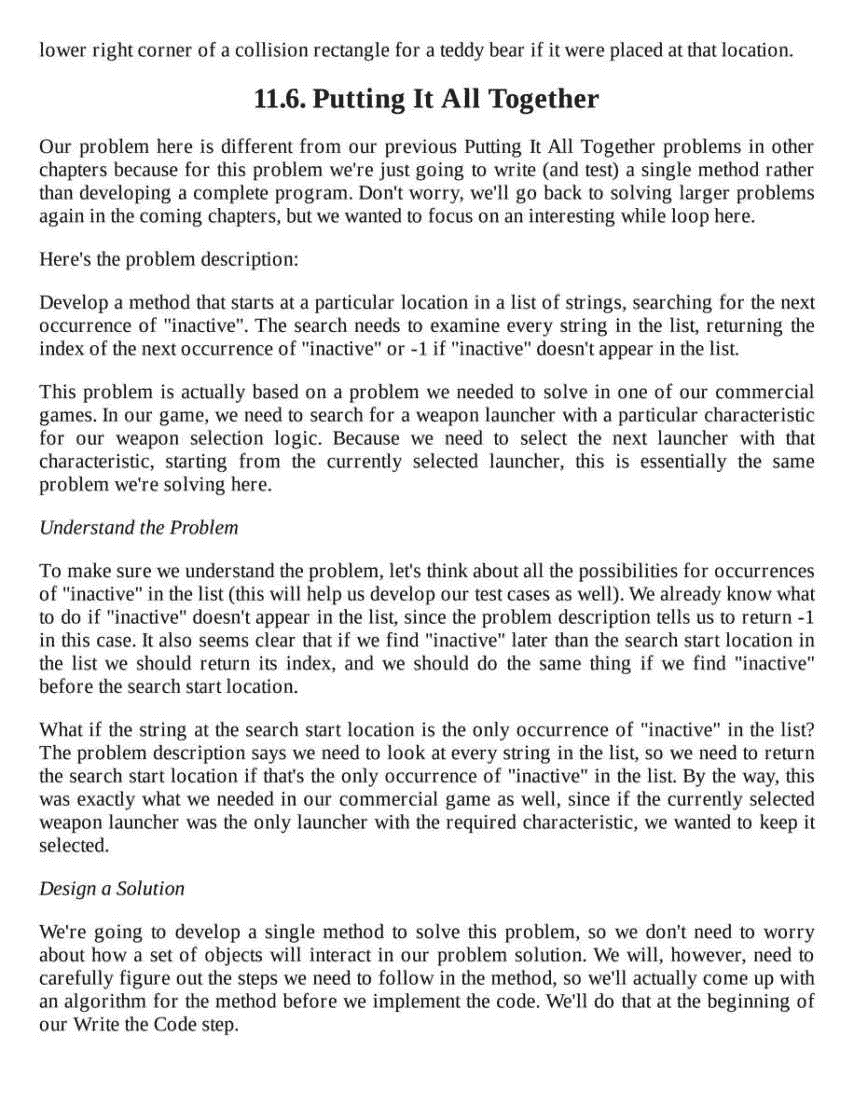 lower right corner of a collision rectangle for a teddy bear if it were placed at that location.
11.6. Putting It All Together
Our problem here is different from our previous Putting It All Together problems in other
chapters because for this problem we're just going to write (and test) a single method rather
than developing a complete program. Don't worry, we'll go back to solving larger problems
again in the coming chapters, but we wanted to focus on an interesting while loop here.
Here's the problem description:
Develop a method that starts at a particular location in a list of strings, searching for the next
occurrence of "inactive". The search needs to examine every string in the list, returning the
index of the next occurrence of "inactive" or -1 if "inactive" doesn't appear in the list.
This problem is actually based on a problem we needed to solve in one of our commercial
games. In our game, we need to search for a weapon launcher with a particular characteristic
for our weapon selection logic. Because we need to select the next launcher with that
characteristic, starting from the currently selected launcher, this is essentially the same
problem we're solving here.
Understand the Problem
To make sure we understand the problem, let's think about all the possibilities for occurrences
of "inactive" in the list (this will help us develop our test cases as well). We already know what
to do if "inactive" doesn't appear in the list, since the problem description tells us to return -1
in this case. It also seems clear that if we find "inactive" later than the search start location in
the list we should return its index, and we should do the same thing if we find "inactive"
before the search start location.
What if the string at the search start location is the only occurrence of "inactive" in the list?
The problem description says we need to look at every string in the list, so we need to return
the search start location if that's the only occurrence of "inactive" in the list. By the way, this
was exactly what we needed in our commercial game as well, since if the currently selected
weapon launcher was the only launcher with the required characteristic, we wanted to keep it
selected.
Design a Solution
We're going to develop a single method to solve this problem, so we don't need to worry
about how a set of objects will interact in our problem solution. We will, however, need to
carefully figure out the steps we need to follow in the method, so we'll actually come up with
an algorithm for the method before we implement the code. We'll do that at the beginning of
our Write the Code step.